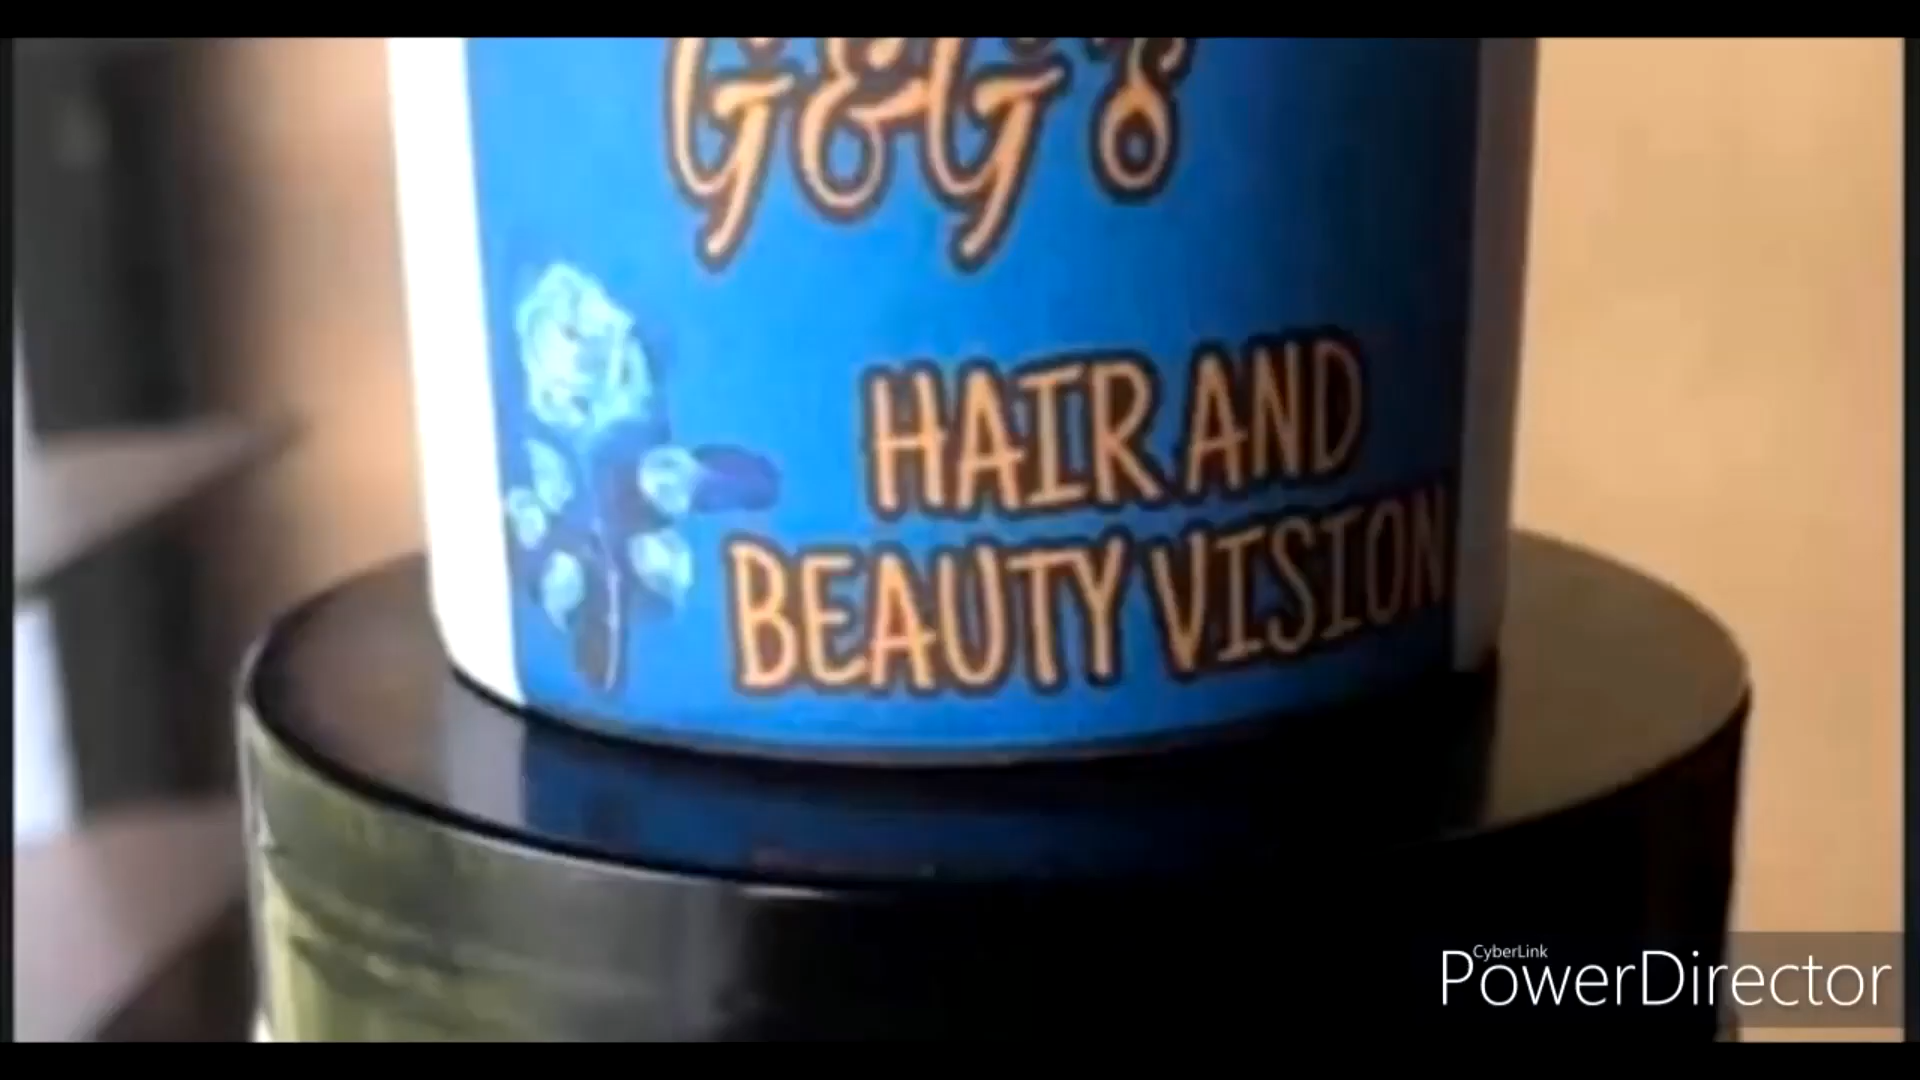 G&G's
HAIR AND
BEAUTY VISION
CyberLink
PowerDirector